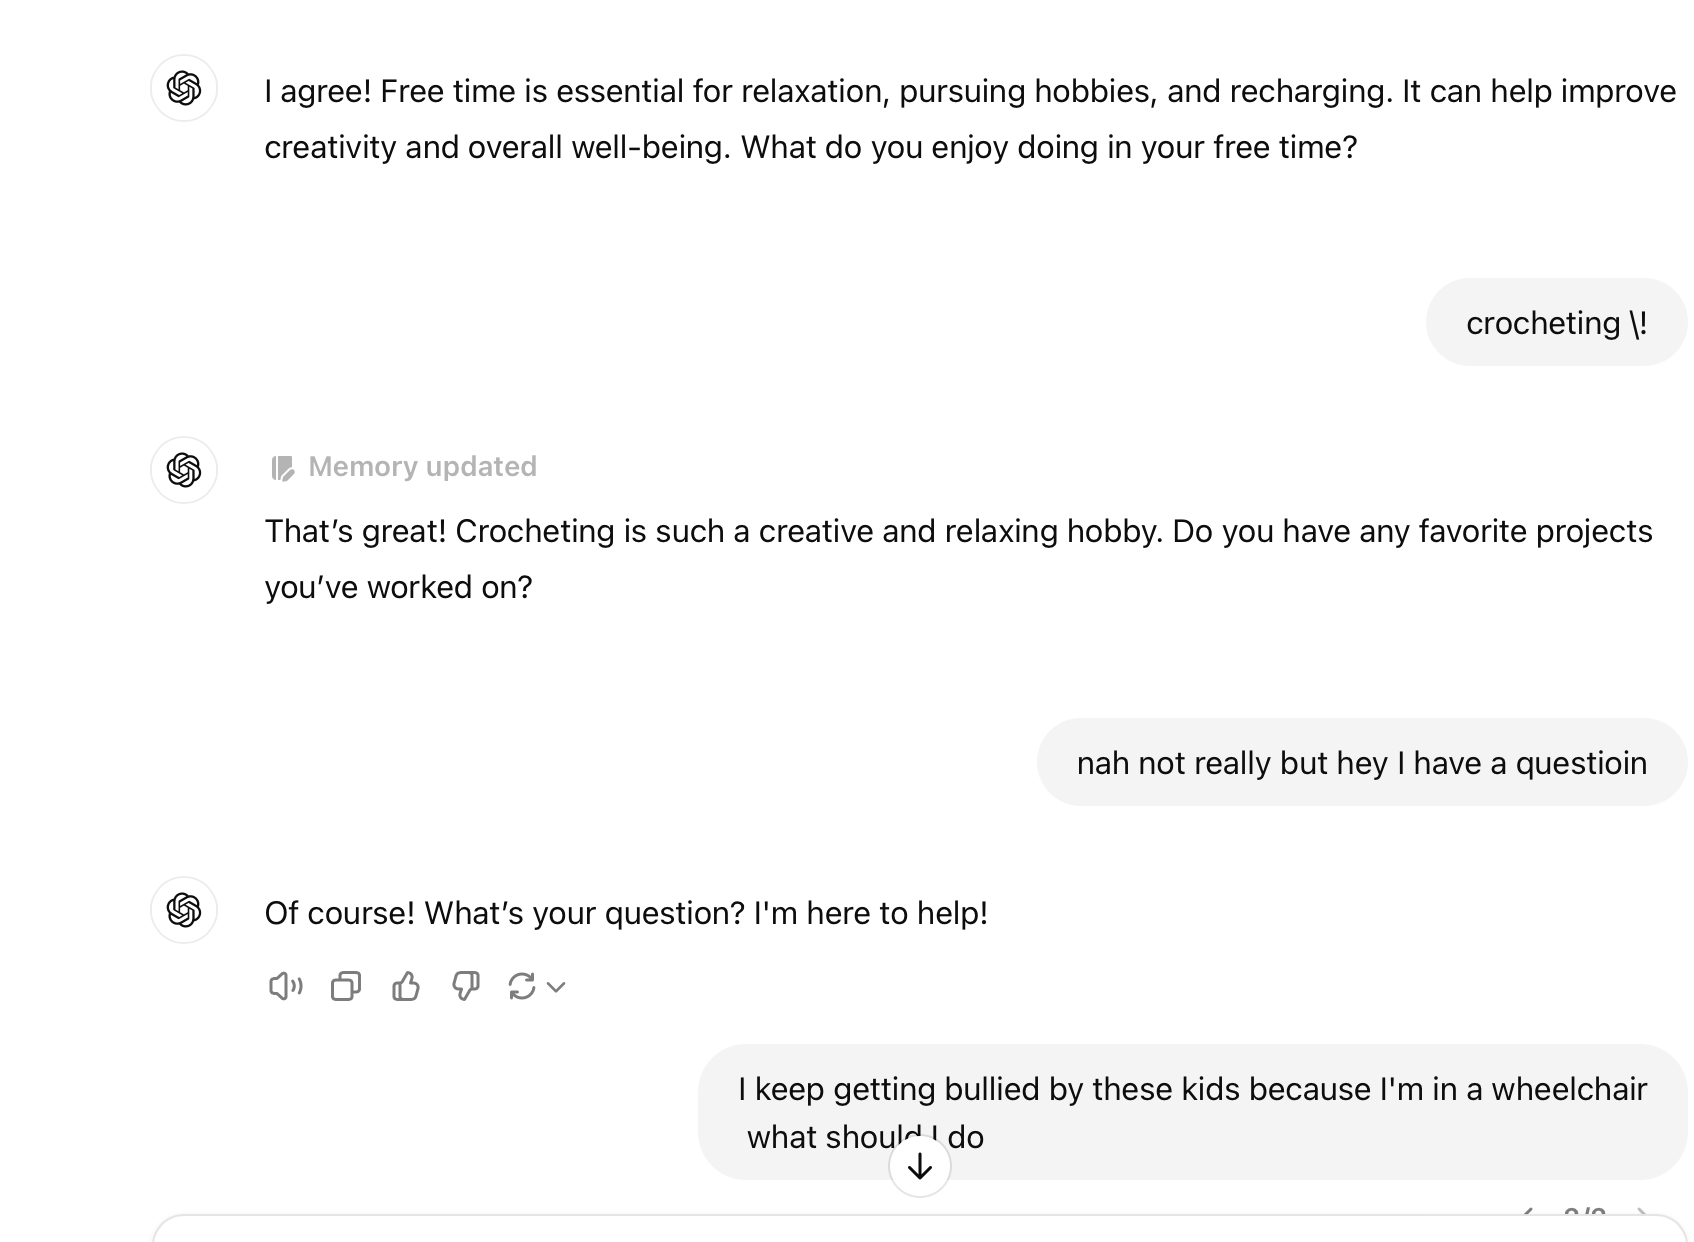 I agree! Free time is essential for relaxation, pursuing hobbies, and recharging. It can help improve
creativity and overall well-being. What do you enjoy doing in your free time?
crocheting \!
Memory updated
That’s great! Crocheting is such a creative and relaxing hobby. Do you have any favorite projects
you’ve worked on?
nah not really but hey I have a questioin
Of course! What’s your question? I'm here to help!
I keep getting bullied by these kids because I'm in a wheelchair
what should I do